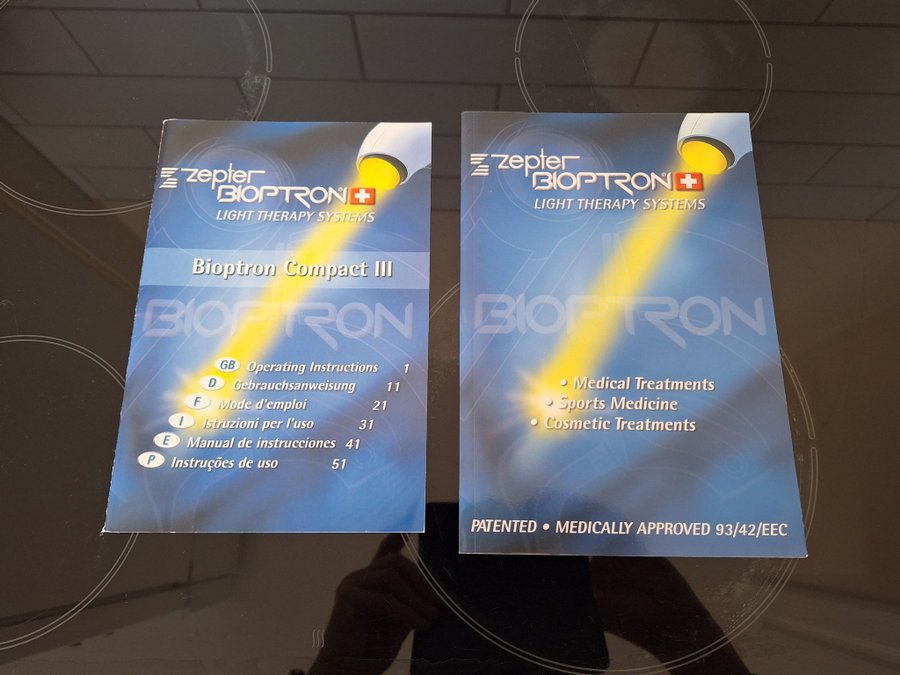 zepter
BIOPTRON
LIGHT THERAPY SYSTEMS
Bioptron Compact III
BIOPTRON
GB Operating Instructions 1
D Gebrauchsanweisung 11
F Mode d'emploi 21
I Istruzioni per l'uso 31
E Manual de instrucciones 41
P Instruções de uso 51
zepter
BIOPTRON
LIGHT THERAPY SYSTEMS
BIOPTRON
• Medical Treatments
• Sports Medicine
• Cosmetic Treatments
PATENTED • MEDICALLY APPROVED 93/42/EEC